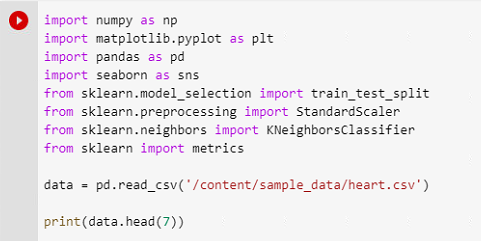 import numpy as np
import matplotlib.pyplot as plt
import pandas as pd
import seaborn as sns
from sklearn.model_selection import train_test_split
from sklearn.preprocessing import StandardScaler
from sklearn.neighbors import KNeighborsClassifier
from sklearn import metrics
data = pd.read_csv('/content/sample_data/heart.csv')
print(data.head(7))